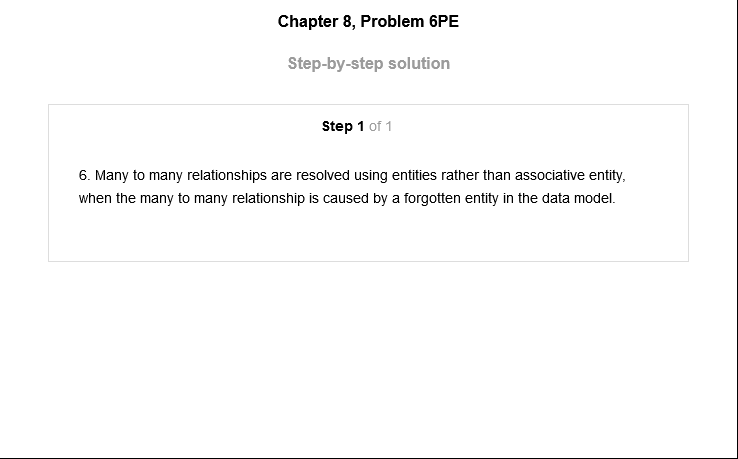 Chapter 8, Problem 6PE
Step-by-step solution
Step 1 of 1
6. Many to many relationships are resolved using entities rather than associative entity,
when the many to many relationship is caused by a forgotten entity in the data model.